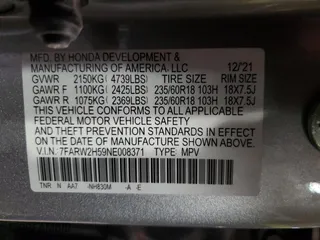 MFD. BY HONDA DEVELOPMENT &
MANUFACTURING OF AMERICA, LLC 12/21
GVWR 2150KG (4739LBS) TIRE SIZE RIM SIZE
GAWR F 1100KG (2425LBS) 235/60R18 103H 18X7.5J
GAWR R 1075KG (2369LBS) 235/60R18 103H 18X7.5J
THIS VEHICLE CONFORMS TO ALL APPLICABLE
FEDERAL MOTOR VEHICLE SAFETY
AND THEFT PREVENTION STANDARDS IN EFFECT
ON THE DATE OF MANUFACTURE SHOWN ABOVE.
V.I.N. 7FARW2H59NE008371 TYPE MPV
TNR N AA7 -NH830M -A -E